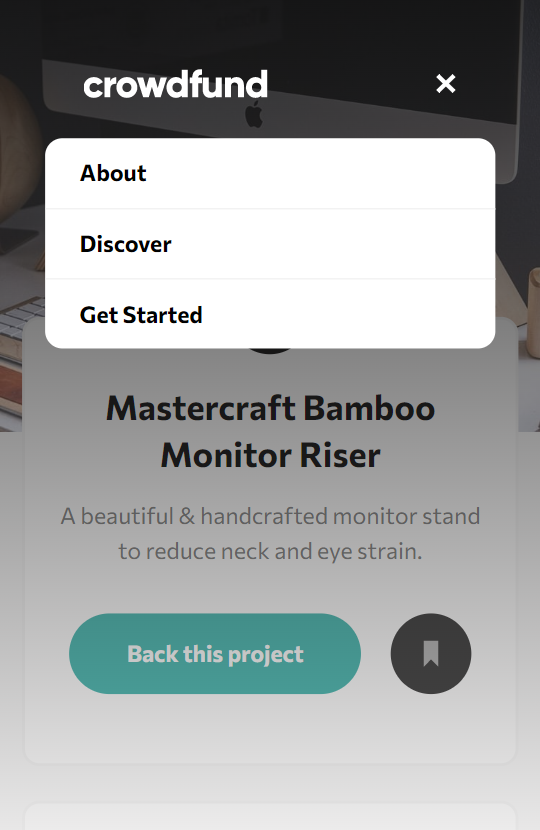 crowdfund
About
Discover
Get Started
Mastercraft Bamboo
Monitor Riser
A beautiful & handcrafted monitor stand
to reduce neck and eye strain.
Back this project